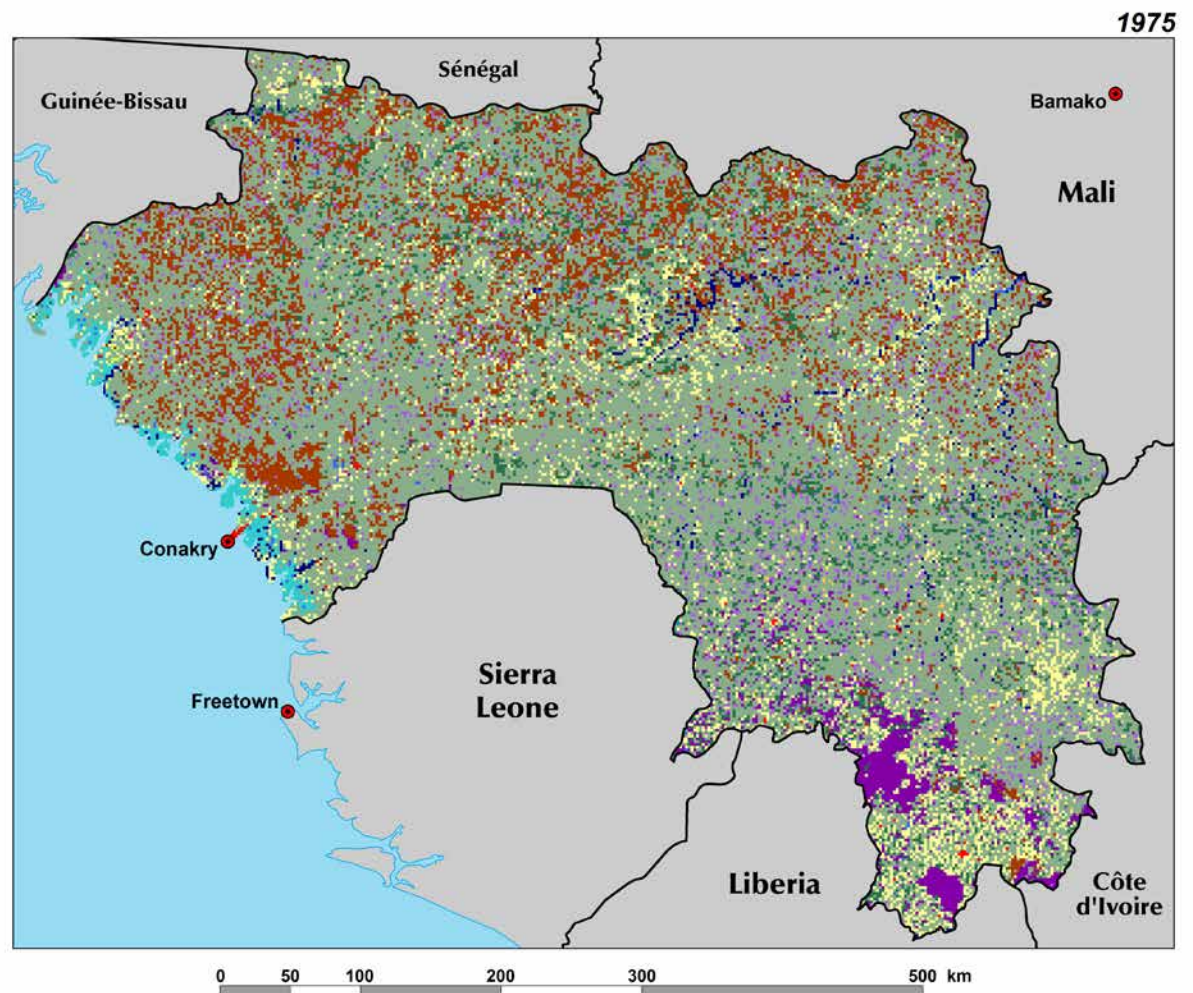 1975
Sénégal
Guinée-Bissau
Bamako
Mali
Conakry
Sierra
Leone
Freetown
Liberia
Côte
d'Ivoire
0 50 100 200 300 500 km